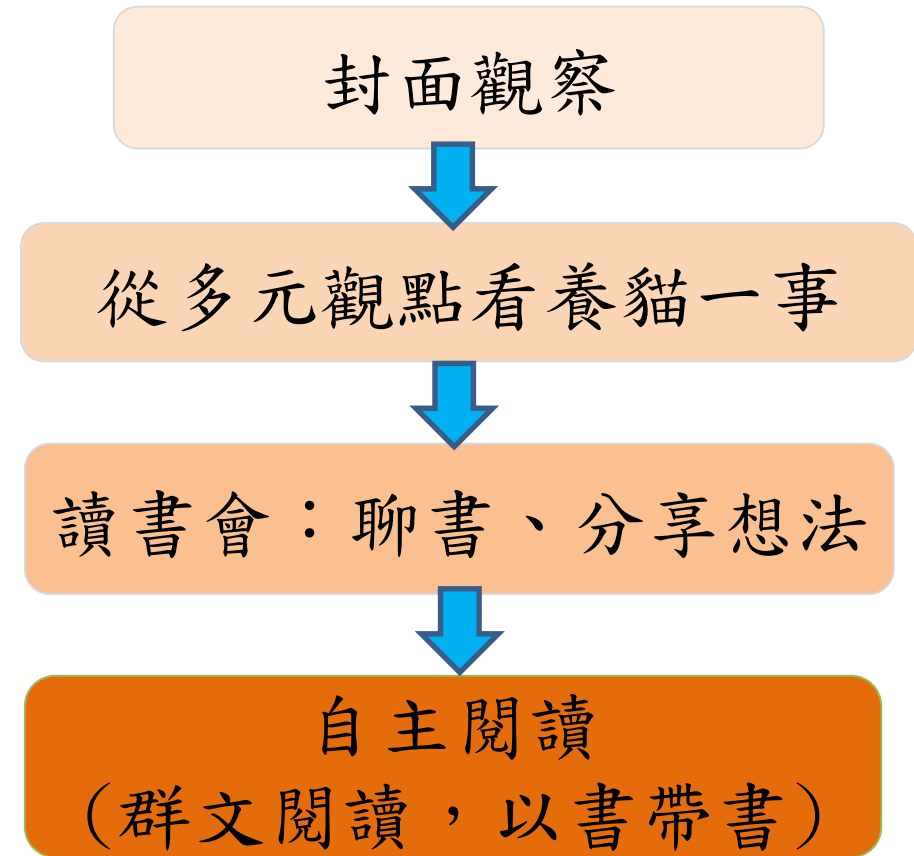 封面觀察
從多元觀點看養貓一事
讀書會：聊書、分享想法
自主閱讀
（群文閱讀，以書帶書）